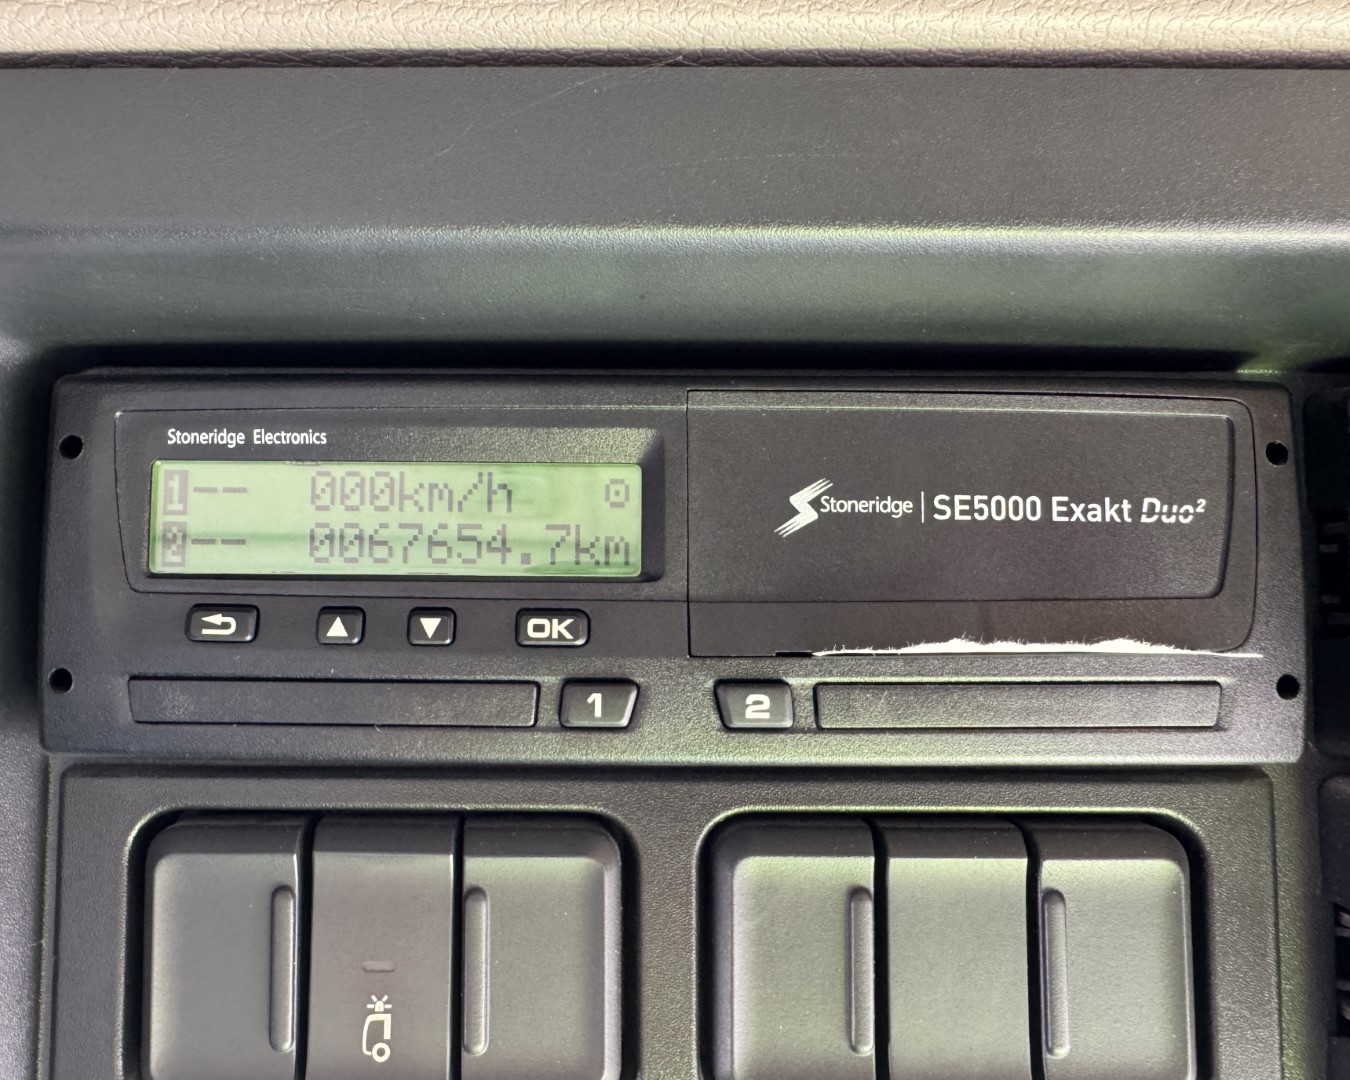 Stoneridge Electronics
1-- 000km/h
2-- 0067654.7km
Stoneridge | SE5000 Exakt Duo²
OK
1
2